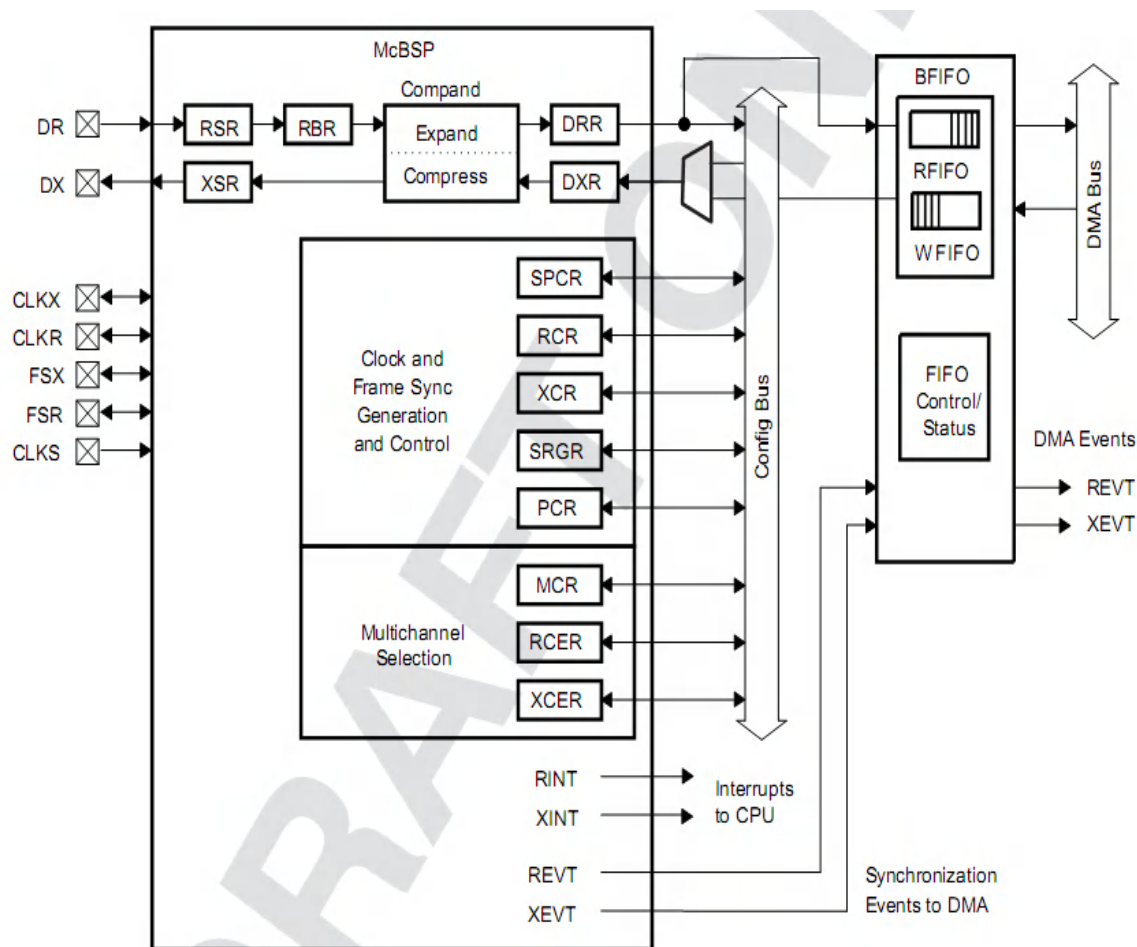 McBSP
Compand
DR
RSR
RBR
Expand
DRR
DX
XSR
Compress
DXR
BFIFO
RFIFO
WFIFO
DMA Bus
CLKX
CLKR
FSX
FSR
CLKS
Clock and
Frame Sync
Generation
and Control
SPCR
RCR
XCR
SRGR
PCR
Config Bus
FIFO
Control/
Status
DMA Events
REVT
XEVT
Multichannel
Selection
MCR
RCER
XCER
RINT
XINT
Interrupts
to CPU
REVT
XEVT
Synchronization
Events to DMA